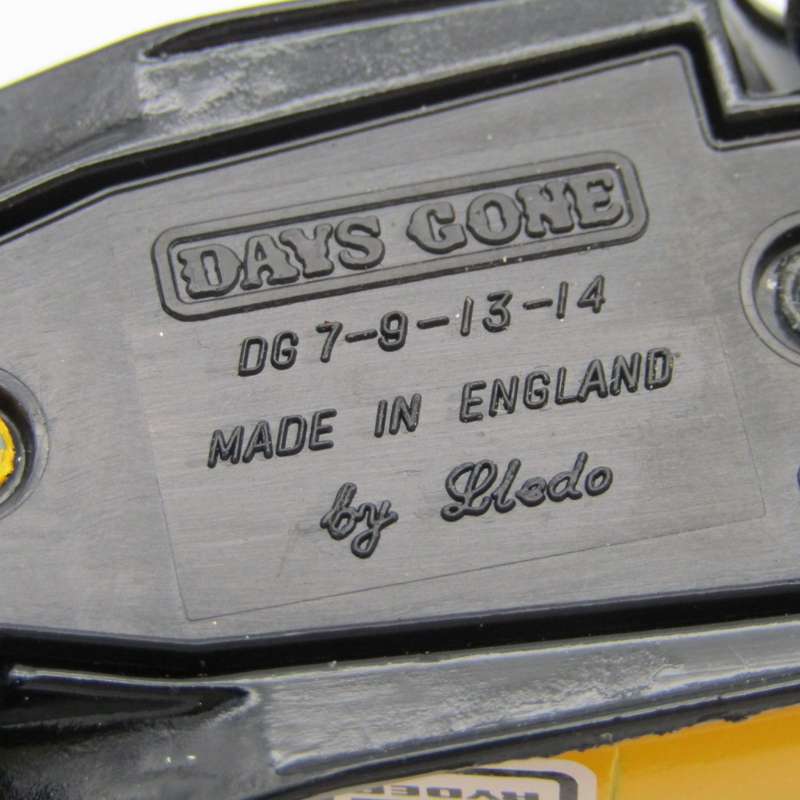 DAYS GONE
DG 7-9-13-14
MADE IN ENGLAND
by Lledo